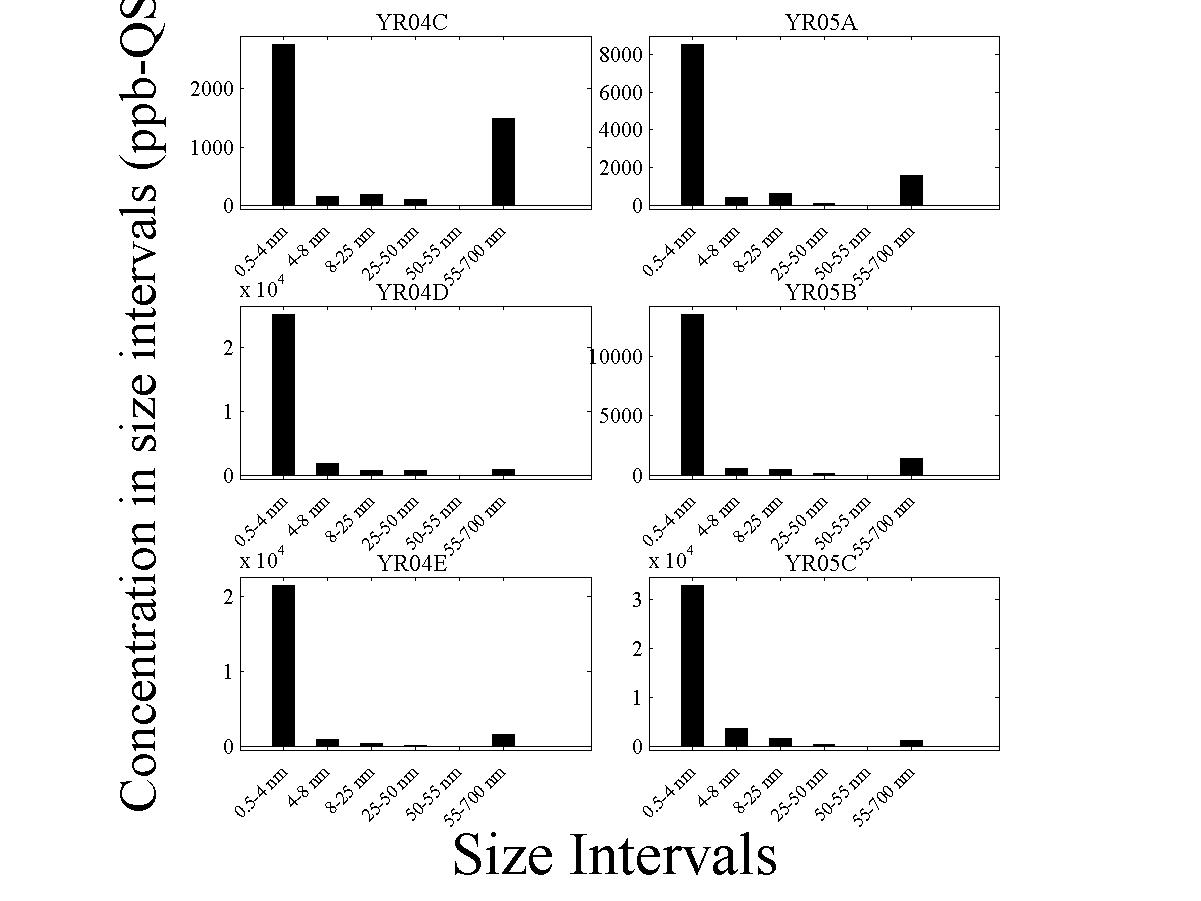 Concentration in size intervals (ppb-QS
YR04C
2000
1000
0
0.5-4 nm
4-8 nm
8-25 nm
25-50 nm
50-55 nm
55-700 nm
YR05A
8000
6000
4000
2000
0
0.5-4 nm
4-8 nm
8-25 nm
25-50 nm
50-55 nm
55-700 nm
x 10⁴
YR04D
2
1
0
0.5-4 nm
4-8 nm
8-25 nm
25-50 nm
50-55 nm
55-700 nm
YR05B
10000
5000
0
0.5-4 nm
4-8 nm
8-25 nm
25-50 nm
50-55 nm
55-700 nm
x 10⁴
YR04E
2
1
0
0.5-4 nm
4-8 nm
8-25 nm
25-50 nm
50-55 nm
55-700 nm
x 10⁴
YR05C
3
2
1
0
0.5-4 nm
4-8 nm
8-25 nm
25-50 nm
50-55 nm
55-700 nm
Size Intervals